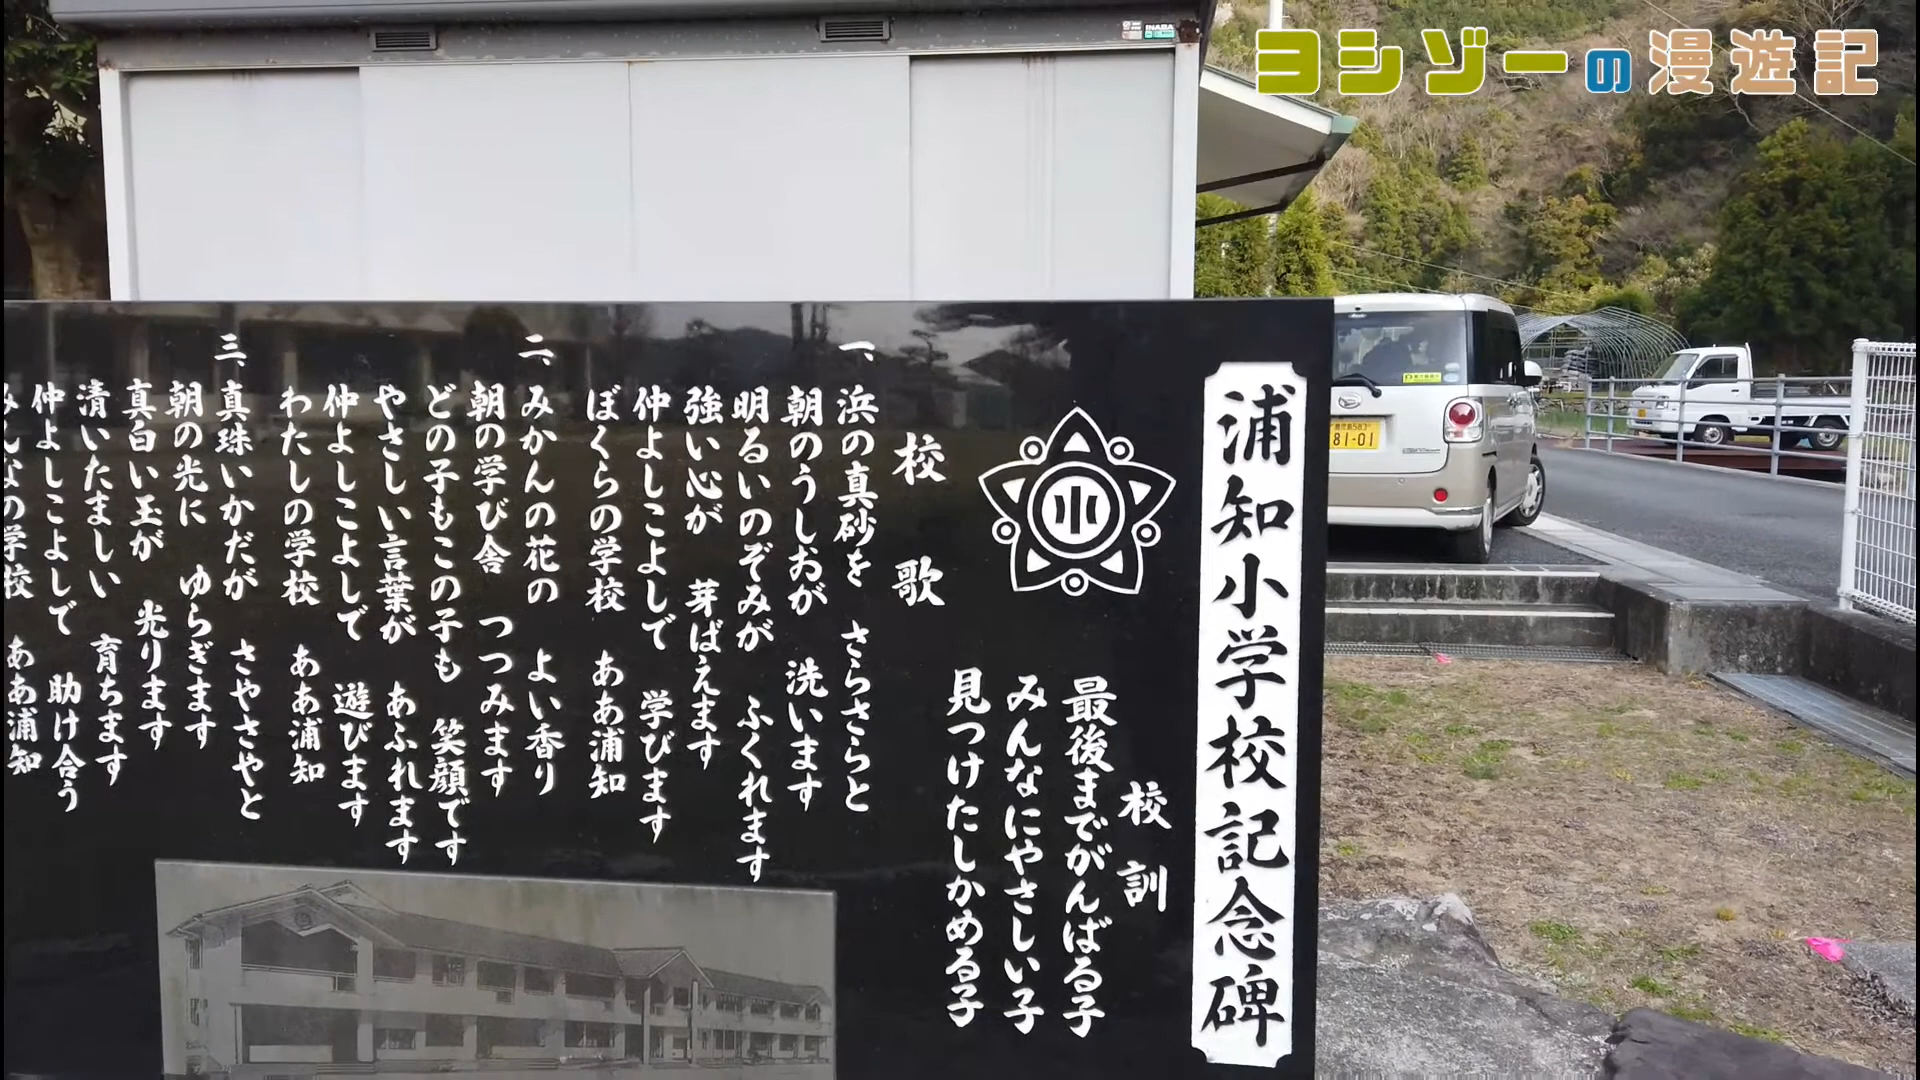 ヨシゾーの漫遊記
INABA
浦知小学校記念碑
小
校訓
最後までがんばる子
みんなにやさしい子
見つけたしかめる子
校歌
一、浜の真砂を さらさらと
朝のうしおが 洗います
明るいのぞみが ふくれます
強い心が 芽ばえます
仲よしこよしで 学びます
ぼくらの学校 ああ浦知
二、みかんの花の よい香り
朝の学び舎 つつみます
どの子もこの子も 笑顔です
やさしい言葉が あふれます
仲よしこよしで 遊びます
わたしの学校 ああ浦知
三、真珠いかだが さやさやと
朝の光に ゆらぎます
真白い玉が 光ります
清いたましい 育ちます
仲よしこよしで 助け合う
みんなの学校 ああ浦知
81-01